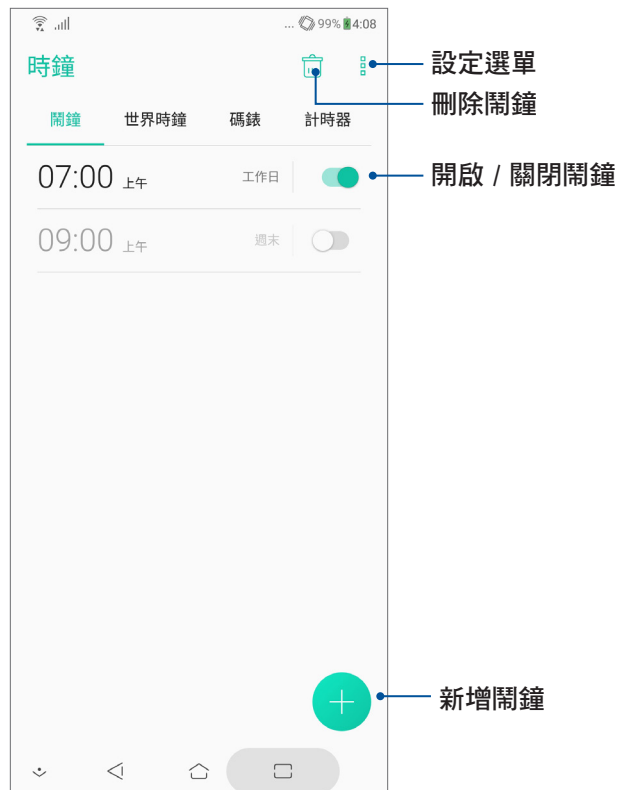 ... 99% 4:08
時鐘
設定選單
刪除鬧鐘
鬧鐘 世界時鐘 碼錶 計時器
07:00 上午 工作日
開啟 / 關閉鬧鐘
09:00 上午 週末
新增鬧鐘